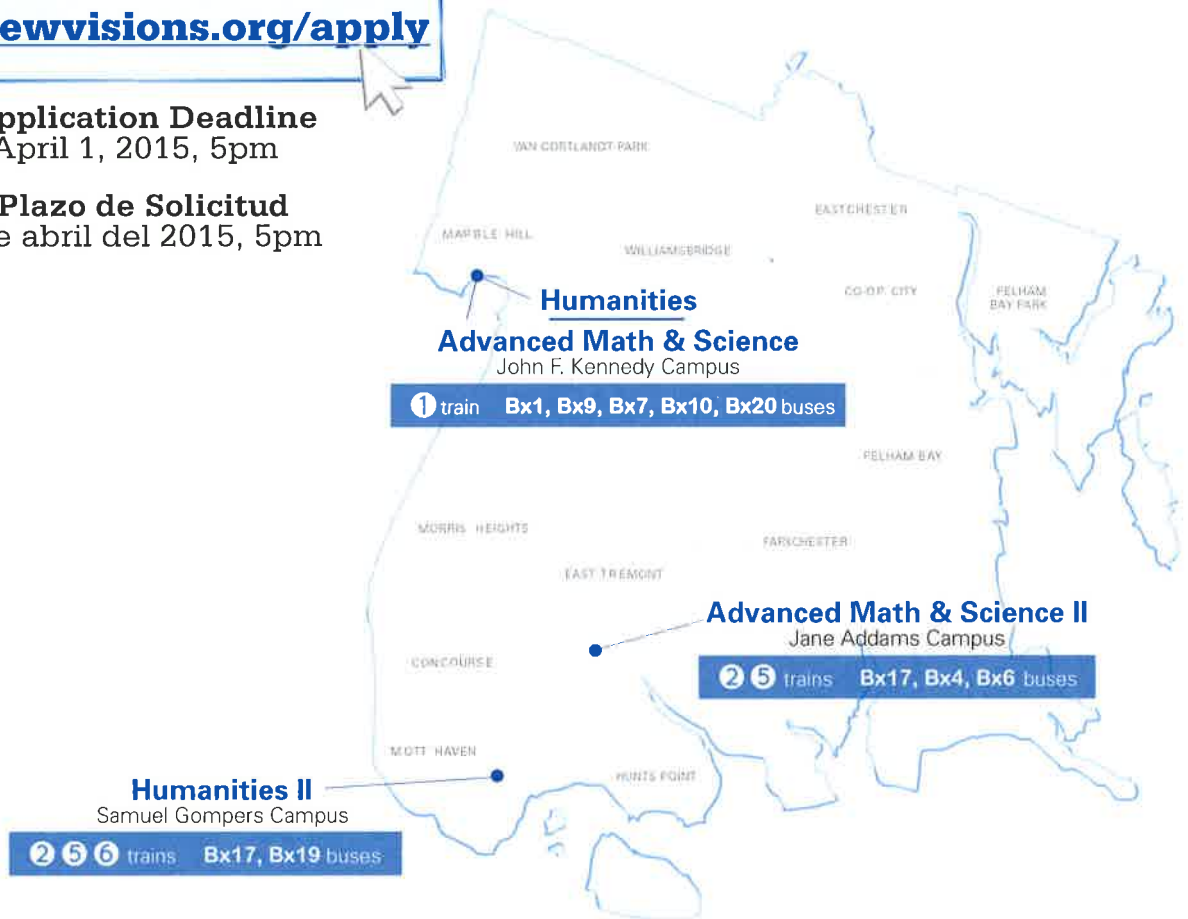 ewvisions.org/apply
pplication Deadline
April 1, 2015, 5pm
Plazo de Solicitud
e abril del 2015, 5pm
VAN CORTLANDT PARK
EASTCHESTER
MARBLE HILL
WILLIAMSBRIDGE
CO-OP CITY
PELHAM
BAY PARK
Humanities
Advanced Math & Science
John F. Kennedy Campus
1 train Bx1, Bx9, Bx7, Bx10, Bx20 buses
PELHAM BAY
MORRIS HEIGHTS
PARKCHESTER
EAST TREMONT
Advanced Math & Science II
Jane Addams Campus
2 5 trains Bx17, Bx4, Bx6 buses
CONCOURSE
MOTT HAVEN
HUNTS POINT
Humanities II
Samuel Gompers Campus
2 5 6 trains Bx17, Bx19 buses